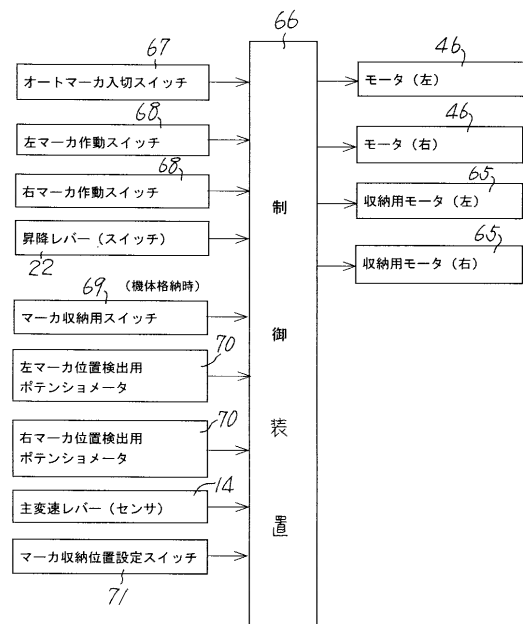 66
67
オートマーカ入切スイッチ
68
左マーカ作動スイッチ
68
右マーカ作動スイッチ
昇降レバー（スイッチ）
22
69
（機体格納時）
マーカ収納用スイッチ
70
左マーカ位置検出用
ポテンショメータ
70
右マーカ位置検出用
ポテンショメータ
14
主変速レバー（センサ）
マーカ収納位置設定スイッチ
71
制
御
装
置
46
モータ（左）
46
モータ（右）
65
収納用モータ（左）
65
収納用モータ（右）